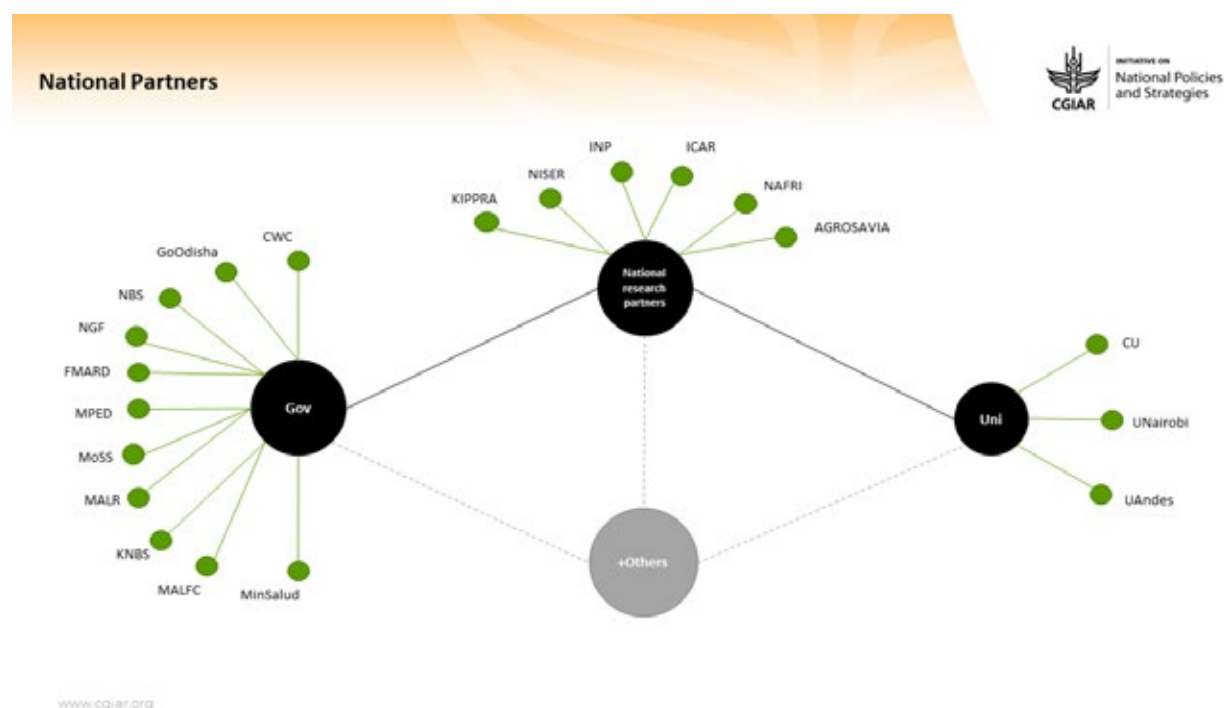 National Partners
CGIAR
INITIATIVE ON
National Policies
and Strategies
INP
ICAR
NISER
NAFRI
KIPPRA
AGROSAVIA
National
research
partners
CWC
GoOdisha
NBS
NGF
FMARD
MPED
MoSS
MALR
KNBS
MALFC
MinSalud
Gov
CU
UNairobi
UAndes
Uni
+Others
www.cgiar.org